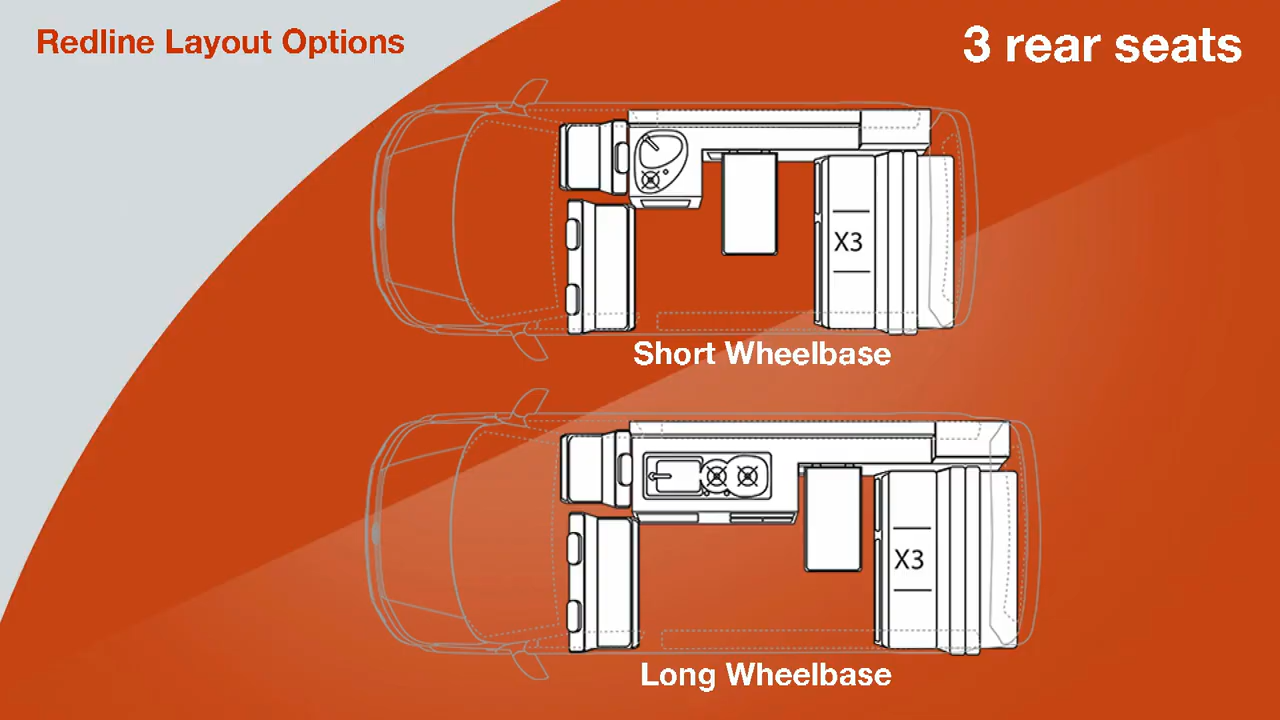 Redline Layout Options
3 rear seats
X3
Short Wheelbase
X3
Long Wheelbase